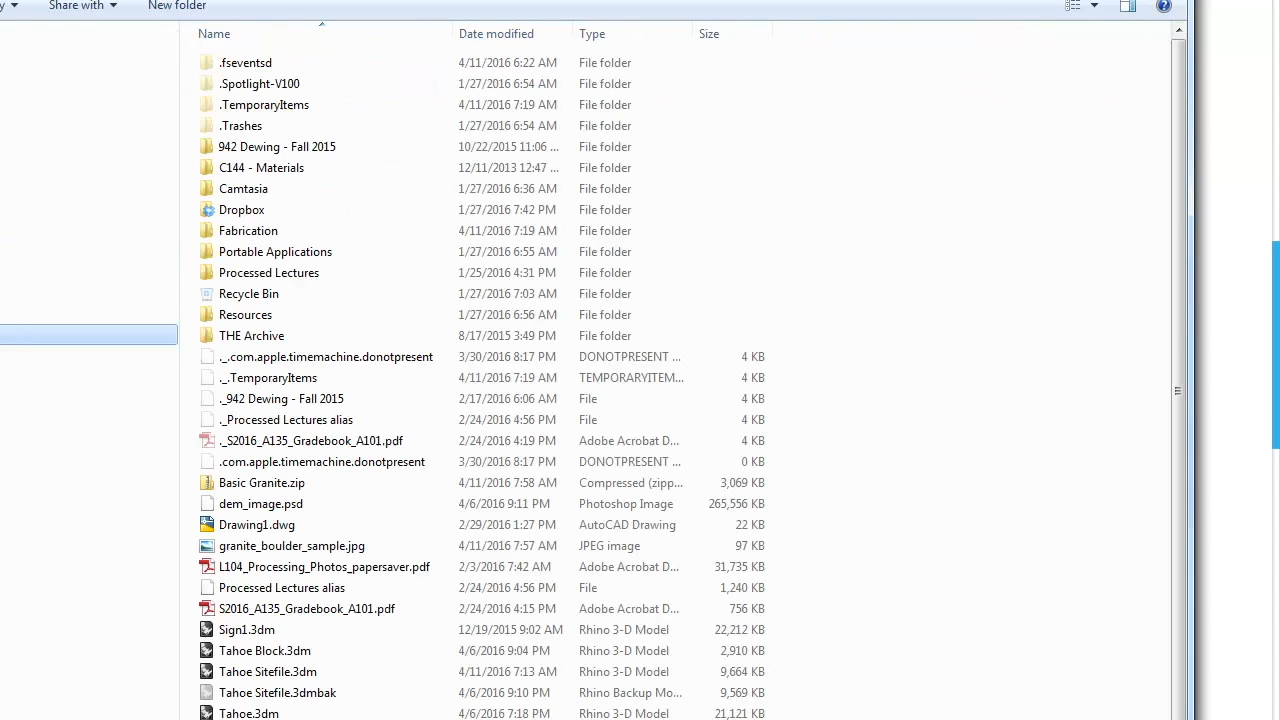 Share with New folder
Name Date modified Type Size
.fseventsd 4/11/2016 6:22 AM File folder
.Spotlight-V100 1/27/2016 6:54 AM File folder
.TemporaryItems 4/11/2016 7:19 AM File folder
.Trashes 1/27/2016 6:54 AM File folder
942 Dewing - Fall 2015 10/22/2015 11:06 ... File folder
C144 - Materials 12/11/2013 12:47 ... File folder
Camtasia 1/27/2016 6:36 AM File folder
Dropbox 1/27/2016 7:42 PM File folder
Fabrication 4/11/2016 7:19 AM File folder
Portable Applications 1/27/2016 6:55 AM File folder
Processed Lectures 1/25/2016 4:31 PM File folder
Recycle Bin 1/27/2016 7:03 AM File folder
Resources 1/27/2016 6:56 AM File folder
THE Archive 8/17/2015 3:49 PM File folder
._.com.apple.timemachine.donotpresent 3/30/2016 8:17 PM DONOTPRESENT ... 4 KB
._.TemporaryItems 4/11/2016 7:19 AM TEMPORARYITEM... 4 KB
._942 Dewing - Fall 2015 2/17/2016 6:06 AM File 4 KB
._Processed Lectures alias 2/24/2016 4:56 PM File 4 KB
._S2016_A135_Gradebook_A101.pdf 2/24/2016 4:19 PM Adobe Acrobat D... 4 KB
.com.apple.timemachine.donotpresent 3/30/2016 8:17 PM DONOTPRESENT ... 0 KB
Basic Granite.zip 4/11/2016 7:58 AM Compressed (zipp... 3,069 KB
dem_image.psd 4/6/2016 9:11 PM Photoshop Image 265,556 KB
Drawing1.dwg 2/29/2016 1:27 PM AutoCAD Drawing 22 KB
granite_boulder_sample.jpg 4/11/2016 7:57 AM JPEG image 97 KB
L104_Processing_Photos_papersaver.pdf 2/3/2016 7:42 AM Adobe Acrobat D... 31,735 KB
Processed Lectures alias 2/24/2016 4:56 PM File 1,240 KB
S2016_A135_Gradebook_A101.pdf 2/24/2016 4:15 PM Adobe Acrobat D... 756 KB
Sign1.3dm 12/19/2015 9:02 AM Rhino 3-D Model 22,212 KB
Tahoe Block.3dm 4/6/2016 9:04 PM Rhino 3-D Model 2,910 KB
Tahoe Sitefile.3dm 4/11/2016 7:13 AM Rhino 3-D Model 9,664 KB
Tahoe Sitefile.3dmbak 4/6/2016 9:10 PM Rhino Backup Mo... 9,569 KB
Tahoe.3dm 4/6/2016 7:18 PM Rhino 3-D Model 21,121 KB